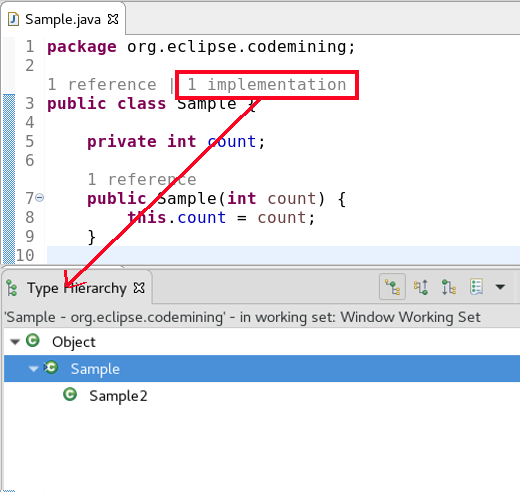 Sample.java
1 package org.eclipse.codemining;
2
1 reference | 1 implementation
3 public class Sample {
4
5 private int count;
6
1 reference
7 public Sample(int count) {
8 this.count = count;
9 }
10
Type Hierarchy
'Sample - org.eclipse.codemining' - in working set: Window Working Set
Object
Sample
Sample2